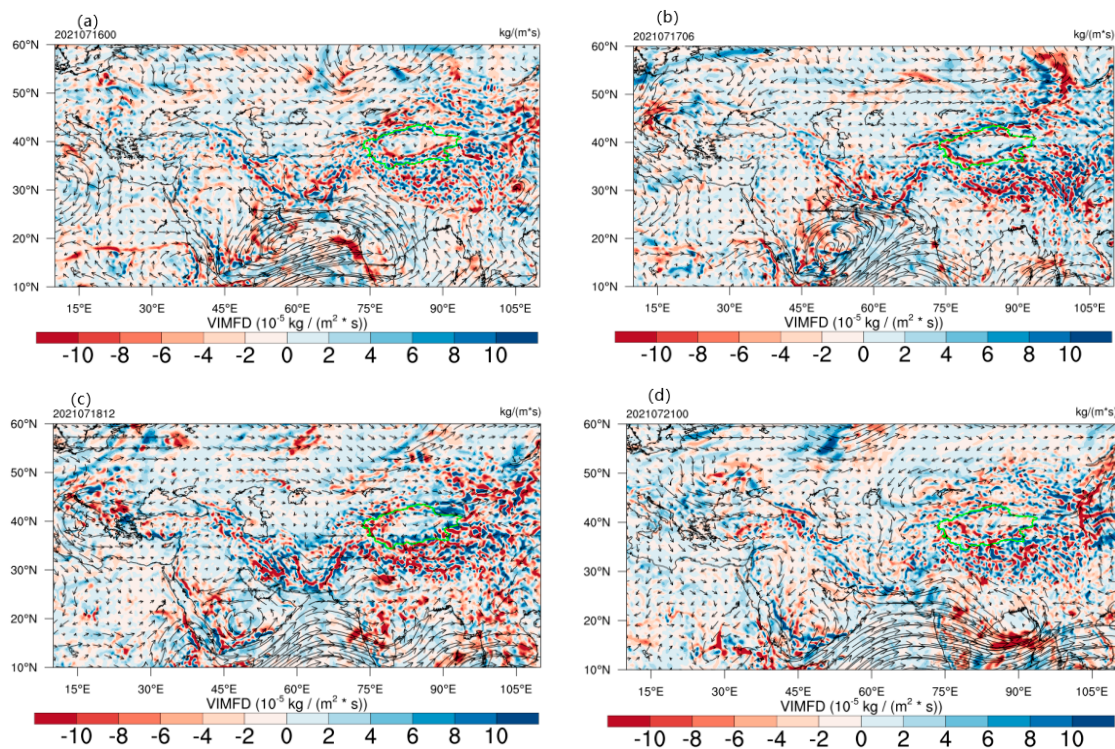 (a)
2021071600 kg/(m*s)
60°N
50°N
40°N
30°N
20°N
10°N
15°E 30°E 45°E 60°E 75°E 90°E 105°E
VIMFD (10⁻⁵ kg / (m² * s))
-10 -8 -6 -4 -2 0 2 4 6 8 10
(b)
2021071706 kg/(m*s)
60°N
50°N
40°N
30°N
20°N
10°N
15°E 30°E 45°E 60°E 75°E 90°E 105°E
VIMFD (10⁻⁵ kg / (m² * s))
-10 -8 -6 -4 -2 0 2 4 6 8 10
(c)
2021071812 kg/(m*s)
60°N
50°N
40°N
30°N
20°N
10°N
15°E 30°E 45°E 60°E 75°E 90°E 105°E
VIMFD (10⁻⁵ kg / (m² * s))
-10 -8 -6 -4 -2 0 2 4 6 8 10
(d)
2021072100 kg/(m*s)
60°N
50°N
40°N
30°N
20°N
10°N
15°E 30°E 45°E 60°E 75°E 90°E 105°E
VIMFD (10⁻⁵ kg / (m² * s))
-10 -8 -6 -4 -2 0 2 4 6 8 10